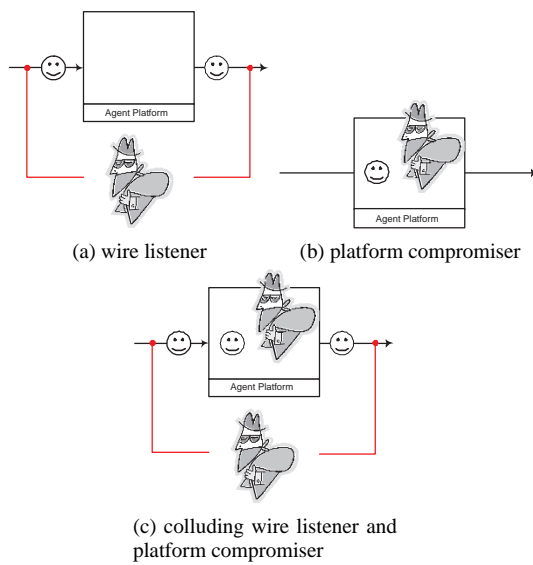 Agent Platform
(a) wire listener
Agent Platform
(b) platform compromiser
Agent Platform
(c) colluding wire listener and
platform compromiser